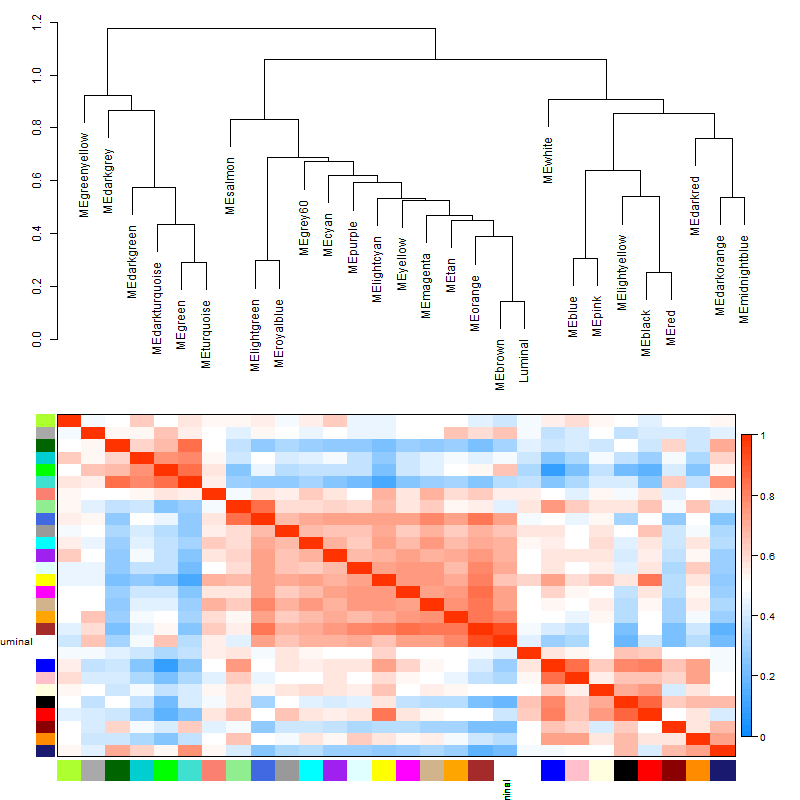 1.2
1.0
0.8
0.6
0.4
0.2
0.0
MEgreenyellow
MEdarkgrey
MEdarkgreen
MEdarkturquoise
MEgreen
MEturquoise
MEsalmon
MElightgreen
MEroyalblue
MEgrey60
MEcyan
MEpurple
MElightcyan
MEyellow
MEmagenta
MEtan
MEorange
MEbrown
Luminal
MEwhite
MEblue
MEpink
MElightyellow
MEblack
MEred
MEdarkred
MEdarkorange
MEmidnightblue
1
0.8
0.6
0.4
0.2
0
uminal
minal